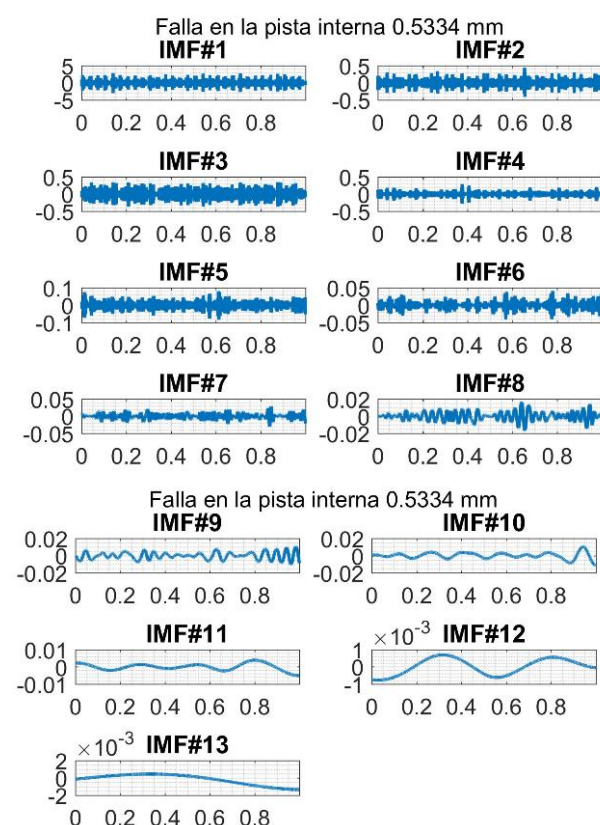 Falla en la pista interna 0.5334 mm
IMF#1 IMF#2
5 0 -5 0.5 0 -0.5
0 0.2 0.4 0.6 0.8 0 0.2 0.4 0.6 0.8
IMF#3 IMF#4
0.5 0 -0.5 0.5 0 -0.5
0 0.2 0.4 0.6 0.8 0 0.2 0.4 0.6 0.8
IMF#5 IMF#6
0.1 0 -0.1 0.05 0 -0.05
0 0.2 0.4 0.6 0.8 0 0.2 0.4 0.6 0.8
IMF#7 IMF#8
0.05 0 -0.05 0.02 0 -0.02
0 0.2 0.4 0.6 0.8 0 0.2 0.4 0.6 0.8
Falla en la pista interna 0.5334 mm
IMF#9 IMF#10
0.02 0 -0.02 0.02 0 -0.02
0 0.2 0.4 0.6 0.8 0 0.2 0.4 0.6 0.8
IMF#11 ×10⁻³ IMF#12
0.01 0 -0.01 1 0 -1
0 0.2 0.4 0.6 0.8 0 0.2 0.4 0.6 0.8
×10⁻³ IMF#13
2 0 -2
0 0.2 0.4 0.6 0.8